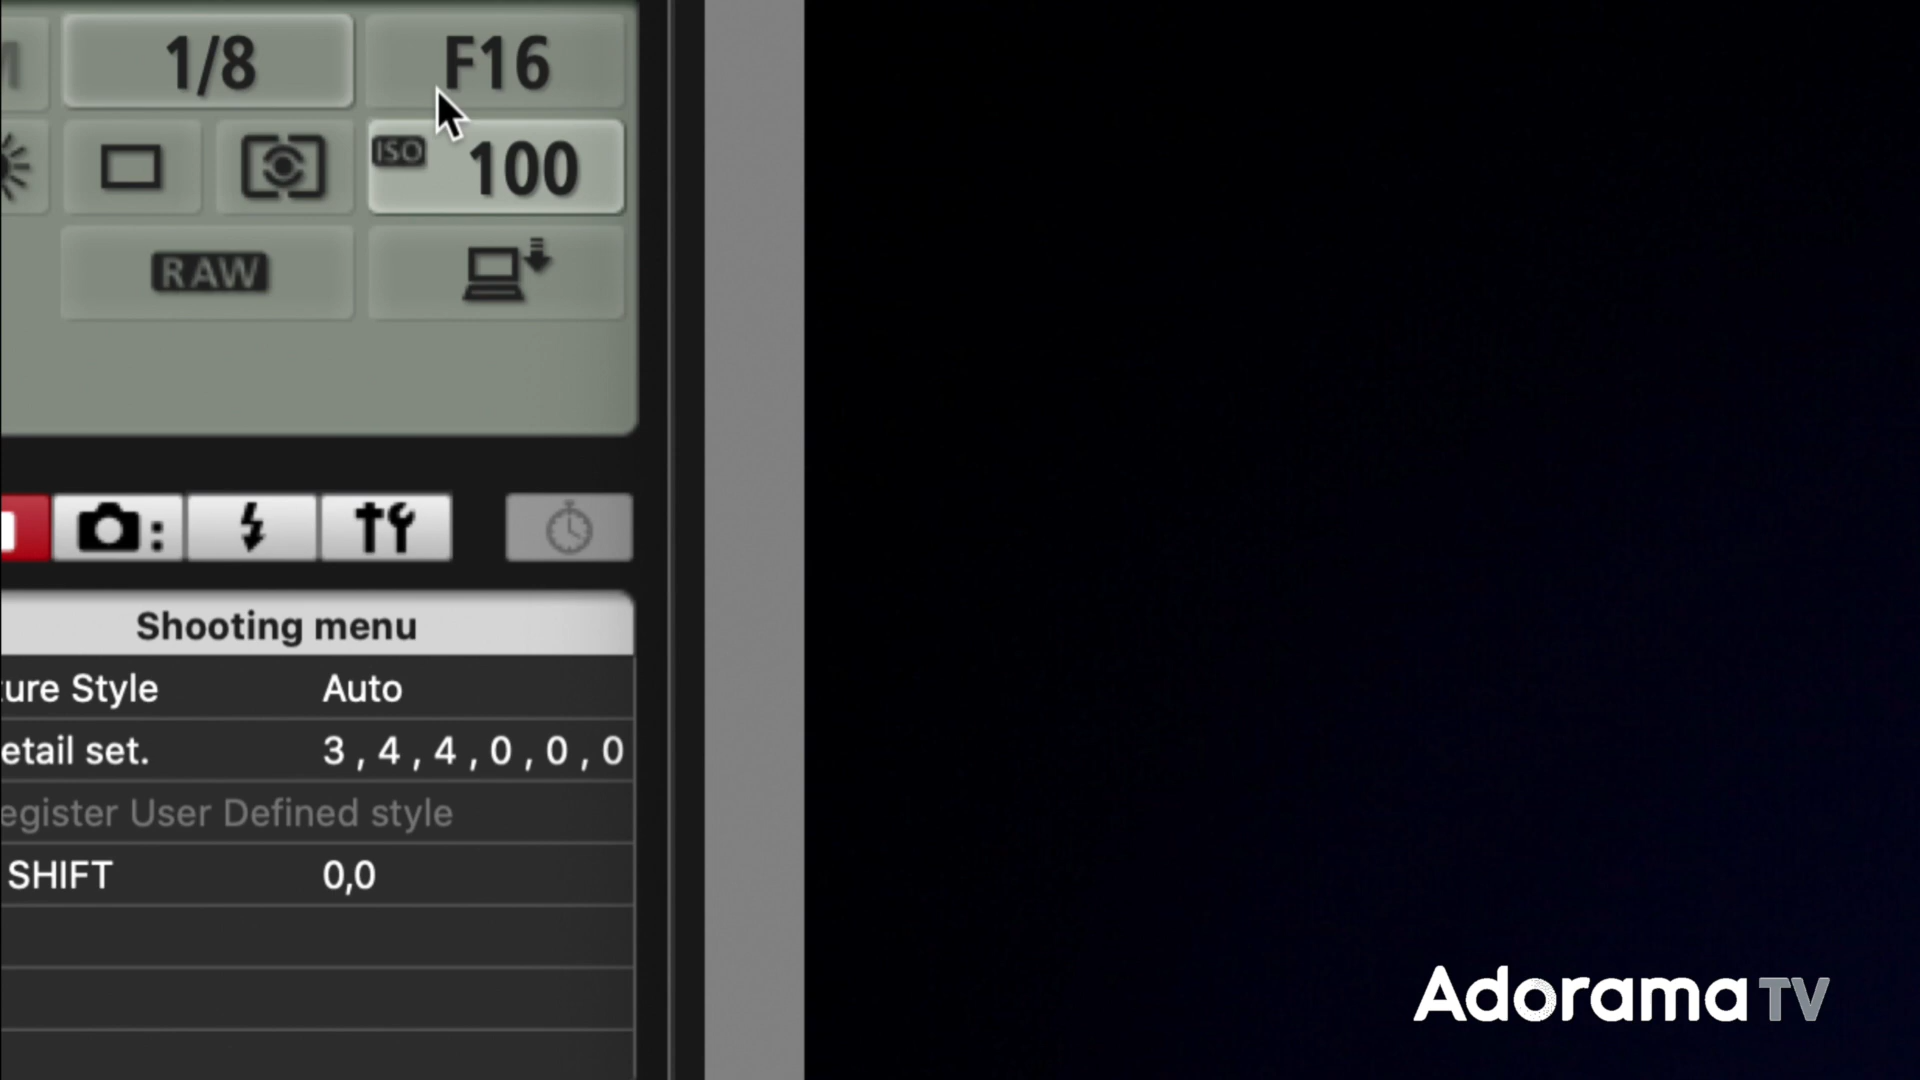 1/8 F16
ISO 100
RAW
Shooting menu
ture Style Auto
etail set. 3 , 4 , 4 , 0 , 0 , 0
egister User Defined style
SHIFT 0,0
Adorama TV